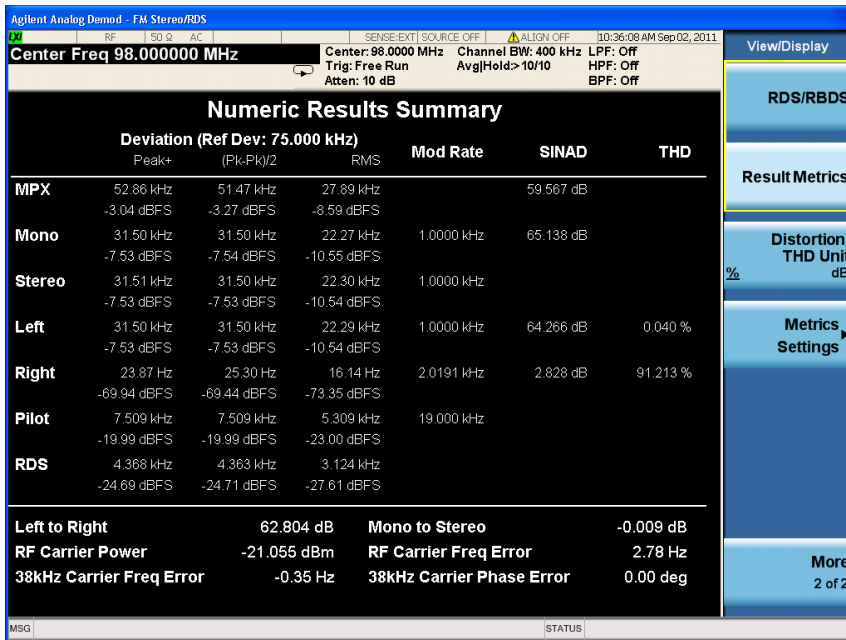 Agilent Analog Demod - FM Stereo/RDS
LXI RF 50 Ω AC SENSE:EXT SOURCE OFF ALIGN OFF 10:36:08 AM Sep 02, 2011
Center Freq 98.000000 MHz
Center: 98.0000 MHz Channel BW: 400 kHz LPF: Off
Trig: Free Run Avg|Hold:>10/10 HPF: Off
Atten: 10 dB BPF: Off
Numeric Results Summary
Deviation (Ref Dev: 75.000 kHz)
Peak+ (Pk-Pk)/2 RMS Mod Rate SINAD THD
MPX 52.86 kHz 51.47 kHz 27.89 kHz 59.567 dB
-3.04 dBFS -3.27 dBFS -8.59 dBFS
Mono 31.50 kHz 31.50 kHz 22.27 kHz 1.0000 kHz 65.138 dB
-7.53 dBFS -7.54 dBFS -10.55 dBFS
Stereo 31.51 kHz 31.50 kHz 22.30 kHz 1.0000 kHz
-7.53 dBFS -7.53 dBFS -10.54 dBFS
Left 31.50 kHz 31.50 kHz 22.29 kHz 1.0000 kHz 64.266 dB 0.040 %
-7.53 dBFS -7.53 dBFS -10.54 dBFS
Right 23.87 Hz 25.30 Hz 16.14 Hz 2.0191 kHz 2.828 dB 91.213 %
-69.94 dBFS -69.44 dBFS -73.35 dBFS
Pilot 7.509 kHz 7.509 kHz 5.309 kHz 19.000 kHz
-19.99 dBFS -19.99 dBFS -23.00 dBFS
RDS 4.368 kHz 4.363 kHz 3.124 kHz
-24.69 dBFS -24.71 dBFS -27.61 dBFS
Left to Right 62.804 dB Mono to Stereo -0.009 dB
RF Carrier Power -21.055 dBm RF Carrier Freq Error 2.78 Hz
38kHz Carrier Freq Error -0.35 Hz 38kHz Carrier Phase Error 0.00 deg
MSG STATUS
View/Display
RDS/RBDS
Result Metrics
Distortion
THD Unit
% dB
Metrics
Settings
More
2 of 2